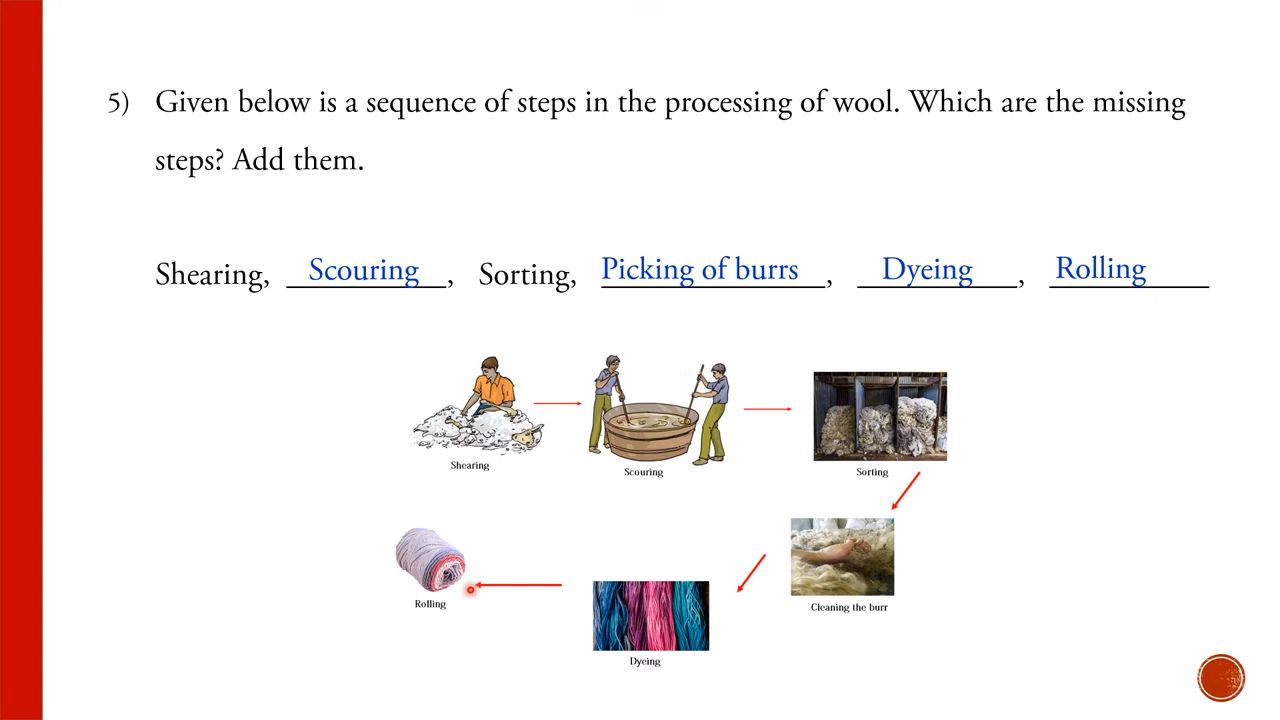 5) Given below is a sequence of steps in the processing of wool. Which are the missing
steps? Add them.
Shearing, Scouring, Sorting, Picking of burrs, Dyeing, Rolling
Shearing
Scouring
Sorting
Rolling
Cleaning the burr
Dyeing